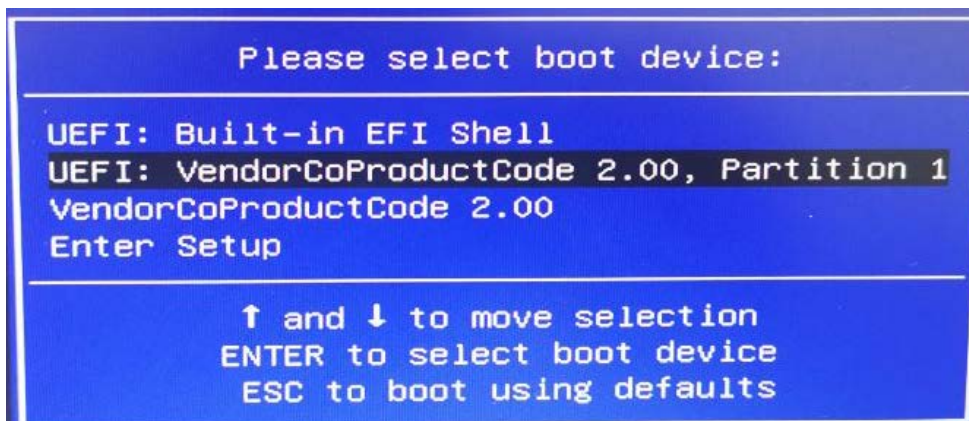 Please select boot device:
UEFI: Built-in EFI Shell
UEFI: VendorCoProductCode 2.00, Partition 1
VendorCoProductCode 2.00
Enter Setup
↑ and ↓ to move selection
ENTER to select boot device
ESC to boot using defaults